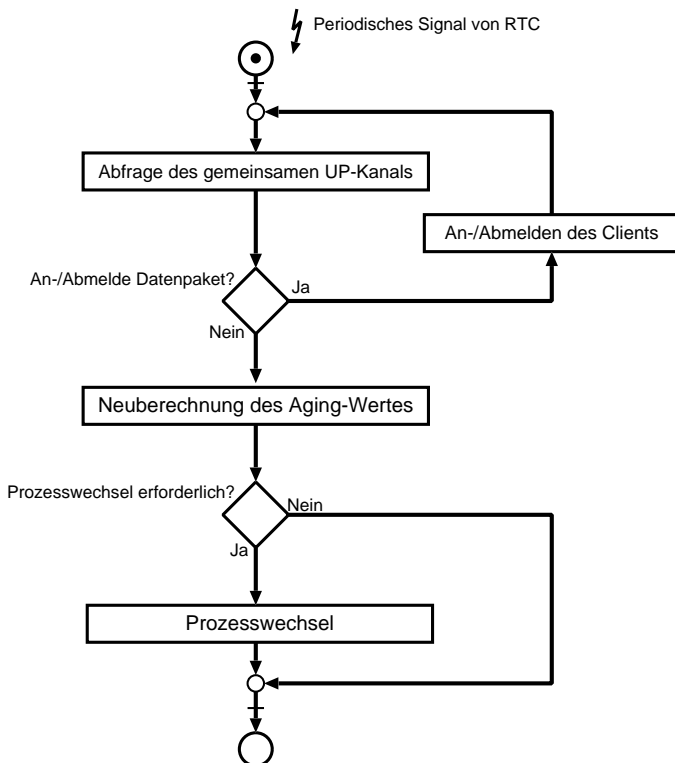 Periodisches Signal von RTC
Abfrage des gemeinsamen UP-Kanals
An-/Abmelden des Clients
An-/Abmelde Datenpaket?
Ja
Nein
Neuberechnung des Aging-Wertes
Prozesswechsel erforderlich?
Nein
Ja
Prozesswechsel